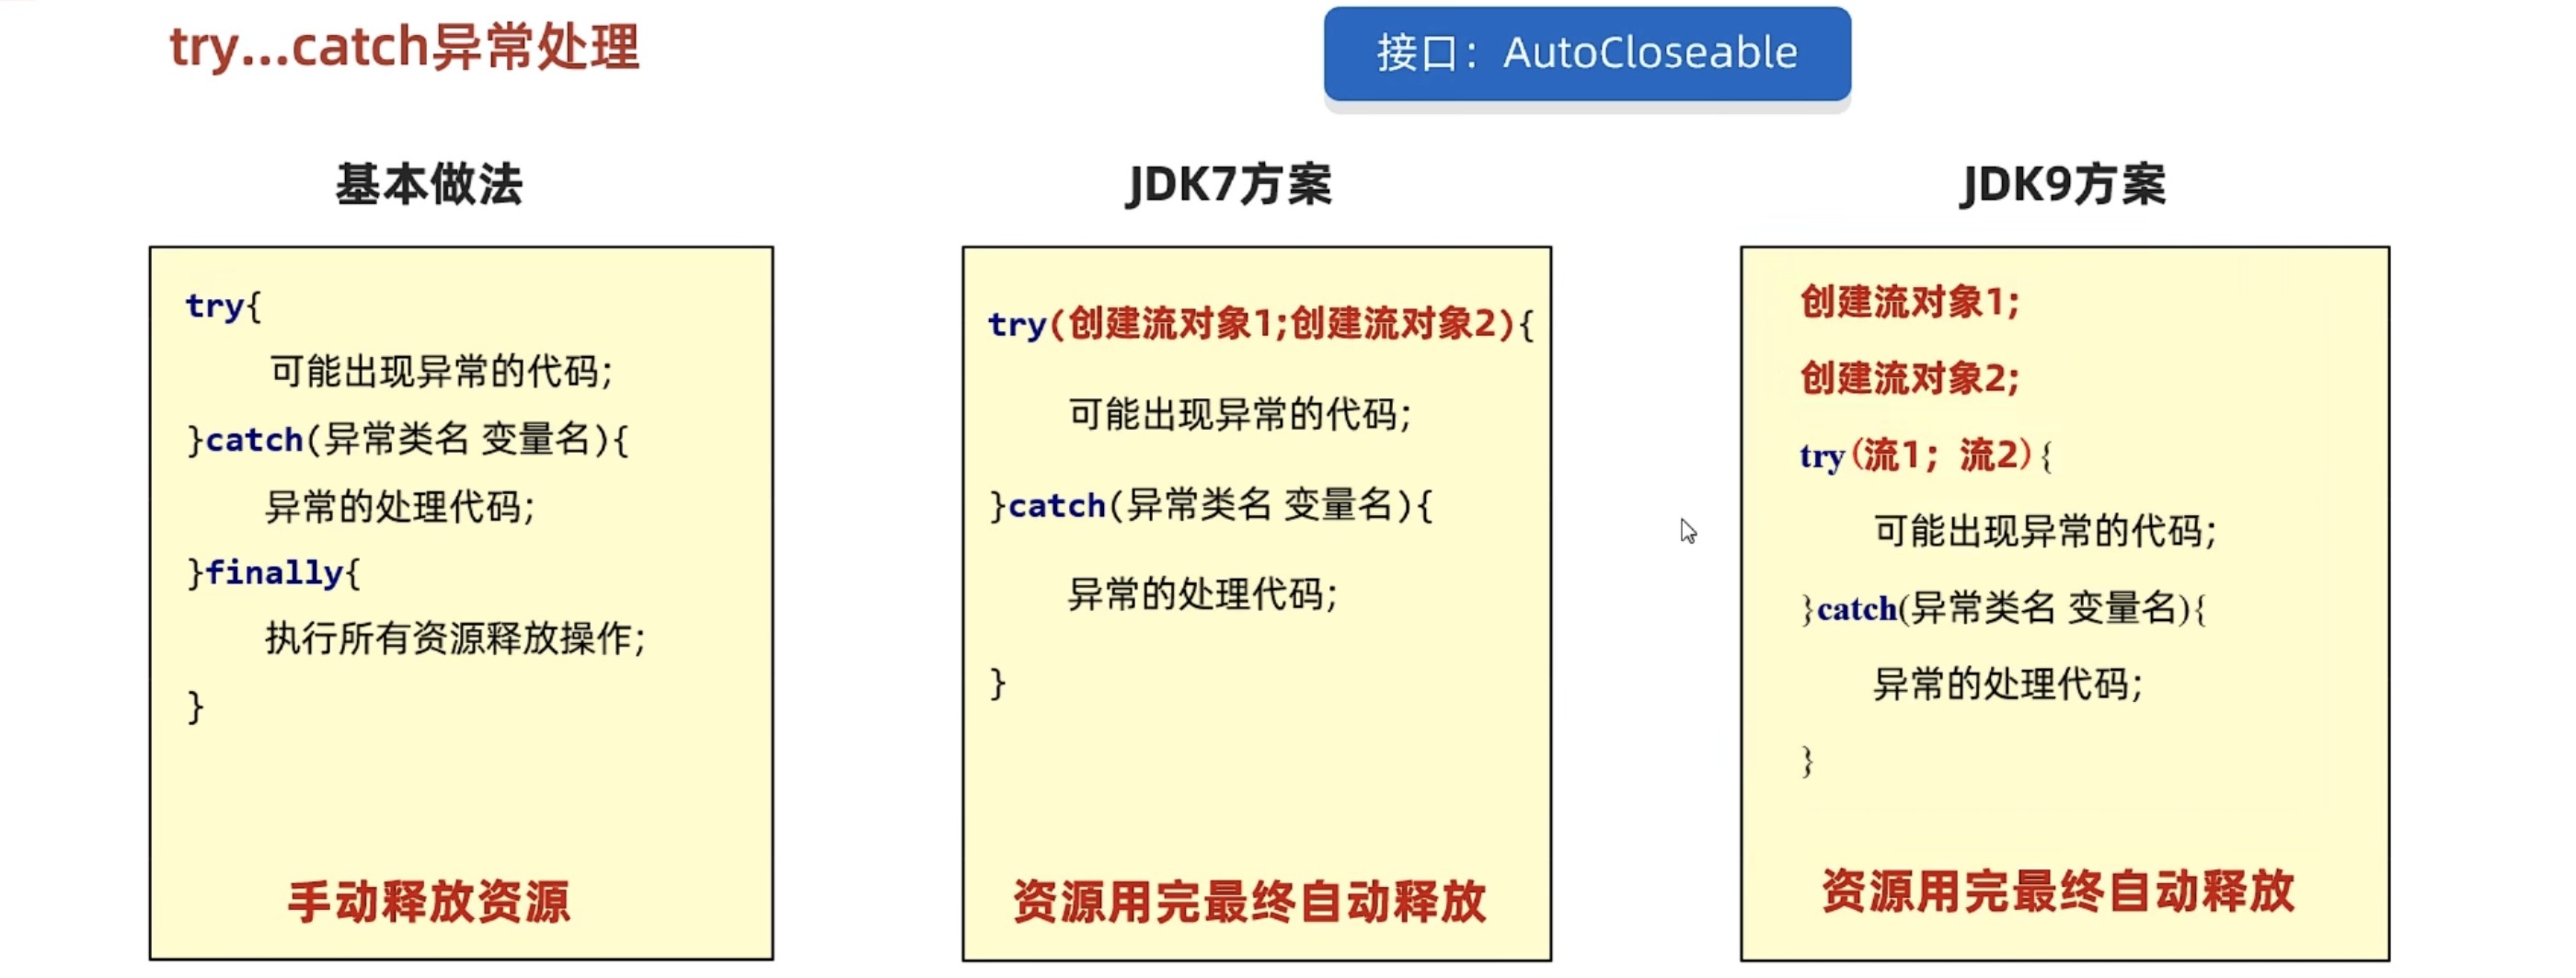 try...catch异常处理
接口：AutoCloseable
基本做法
try{
可能出现异常的代码;
}catch(异常类名 变量名){
异常的处理代码;
}finally{
执行所有资源释放操作;
}
手动释放资源
JDK7方案
try(创建流对象1;创建流对象2){
可能出现异常的代码;
}catch(异常类名 变量名){
异常的处理代码;
}
资源用完最终自动释放
JDK9方案
创建流对象1;
创建流对象2;
try(流1；流2){
可能出现异常的代码;
}catch(异常类名 变量名){
异常的处理代码;
}
资源用完最终自动释放